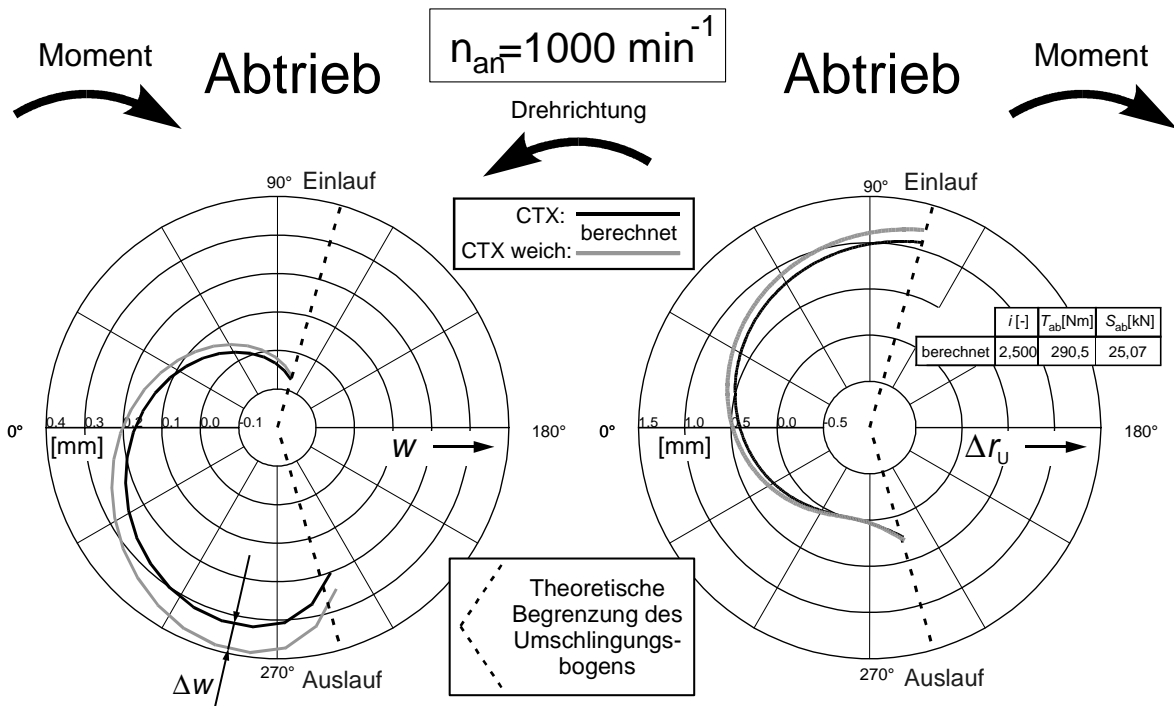 Moment
Abtrieb
n_an=1000 min^-1
Abtrieb
Moment
Drehrichtung
90° Einlauf
CTX:
berechnet
CTX weich:
90° Einlauf
i [-] T_ab[Nm] S_ab[kN]
berechnet 2,500 290,5 25,07
0° 0.4 0.3 0.2 0.1 0.0 -0.1 180°
[mm] w
0° 1.5 1.0 0.5 0.0 -0.5 180°
[mm] Δr_U
Theoretische
Begrenzung des
Umschlingungs-
bogens
270° Auslauf
Δw
270° Auslauf